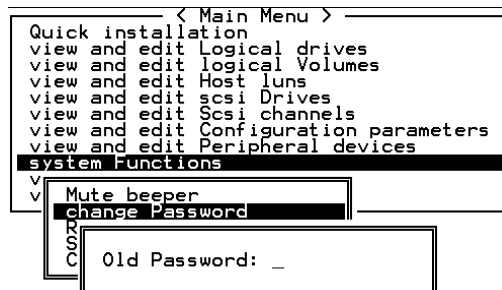 < Main Menu >
Quick installation
view and edit Logical drives
view and edit logical Volumes
view and edit Host luns
view and edit scsi Drives
view and edit Scsi channels
view and edit Configuration parameters
view and edit Peripheral devices
system Functions
v
v
Mute beeper
change Password
R
S
C
Old Password: _